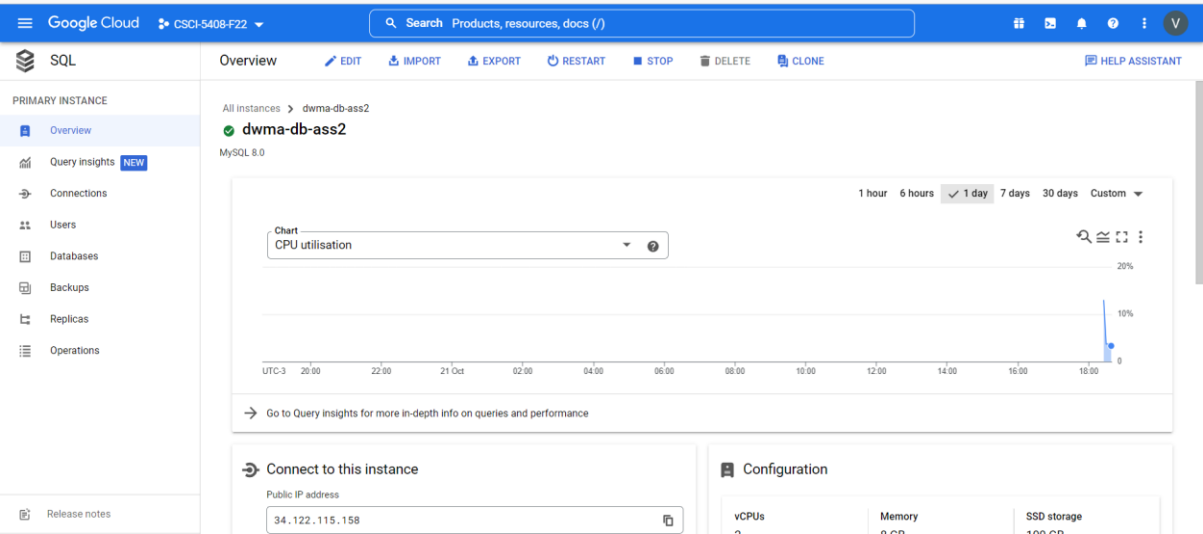 Google Cloud
CSCI-5408-F22
Search Products, resources, docs (/)
V
SQL
Overview
EDIT
IMPORT
EXPORT
RESTART
STOP
DELETE
CLONE
HELP ASSISTANT
PRIMARY INSTANCE
Overview
Query insights NEW
Connections
Users
Databases
Backups
Replicas
Operations
Release notes
All instances > dwma-db-ass2
dwma-db-ass2
MySQL 8.0
1 hour 6 hours 1 day 7 days 30 days Custom
Chart
CPU utilisation
20%
10%
0
UTC-3 20:00 22:00 21 Oct 02:00 04:00 06:00 08:00 10:00 12:00 14:00 16:00 18:00
Go to Query insights for more in-depth info on queries and performance
Connect to this instance
Public IP address
34.122.115.158
Configuration
vCPUs Memory SSD storage